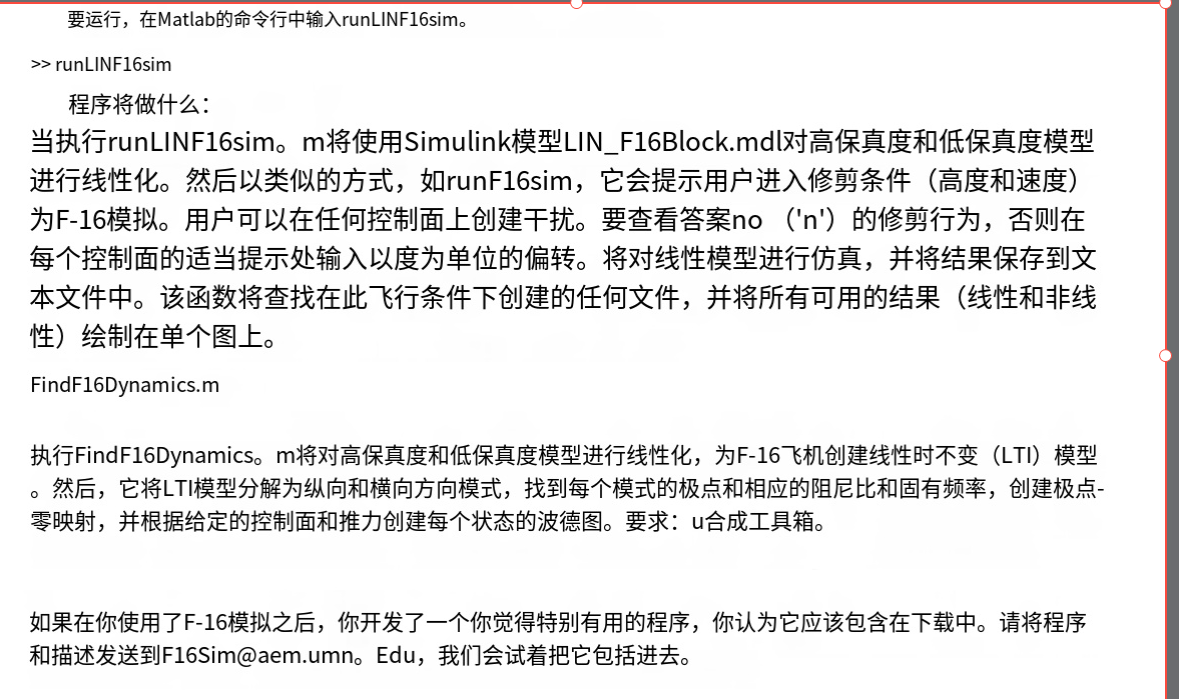 要运行，在Matlab的命令行中输入runLINF16sim。
>> runLINF16sim
程序将做什么：
当执行runLINF16sim。m将使用Simulink模型LIN_F16Block.mdl对高保真度和低保真度模型
进行线性化。然后以类似的方式，如runF16sim，它会提示用户进入修剪条件（高度和速度）
为F-16模拟。用户可以在任何控制面上创建干扰。要查看答案no （'n'）的修剪行为，否则在
每个控制面的适当提示处输入以度为单位的偏转。将对线性模型进行仿真，并将结果保存到文
本文件中。该函数将查找在此飞行条件下创建的任何文件，并将所有可用的结果（线性和非线
性）绘制在单个图上。
FindF16Dynamics.m
执行FindF16Dynamics。m将对高保真度和低保真度模型进行线性化，为F-16飞机创建线性时不变（LTI）模型
。然后，它将LTI模型分解为纵向和横向方向模式，找到每个模式的极点和相应的阻尼比和固有频率，创建极点-
零映射，并根据给定的控制面和推力创建每个状态的波德图。要求：u合成工具箱。
如果在你使用了F-16模拟之后，你开发了一个你觉得特别有用的程序，你认为它应该包含在下载中。请将程序
和描述发送到F16Sim@aem.umn。Edu，我们会试着把它包括进去。